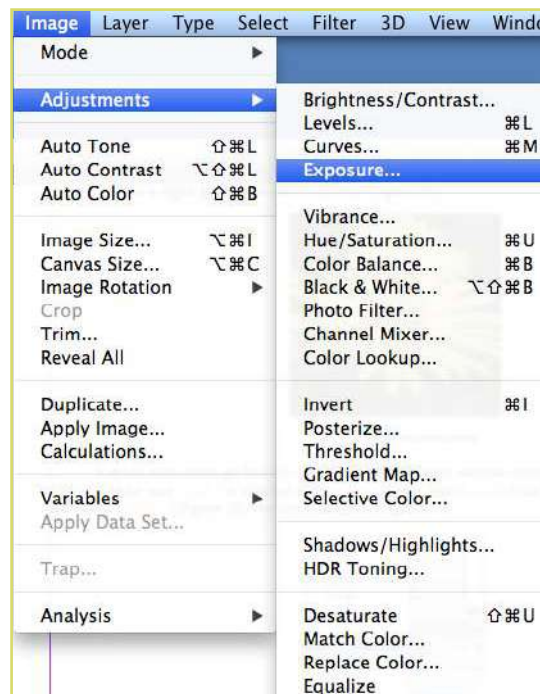 Image Layer Type Select Filter 3D View Windo
Mode ▶
Adjustments ▶
Auto Tone ⇧⌘L
Auto Contrast ⌥⇧⌘L
Auto Color ⇧⌘B
Image Size... ⌥⌘I
Canvas Size... ⌥⌘C
Image Rotation ▶
Crop
Trim...
Reveal All
Duplicate...
Apply Image...
Calculations...
Variables ▶
Apply Data Set...
Trap...
Analysis ▶
Brightness/Contrast...
Levels... ⌘L
Curves... ⌘M
Exposure...
Vibrance...
Hue/Saturation... ⌘U
Color Balance... ⌘B
Black & White... ⌥⇧⌘B
Photo Filter...
Channel Mixer...
Color Lookup...
Invert ⌘I
Posterize...
Threshold...
Gradient Map...
Selective Color...
Shadows/Highlights...
HDR Toning...
Desaturate ⇧⌘U
Match Color...
Replace Color...
Equalize